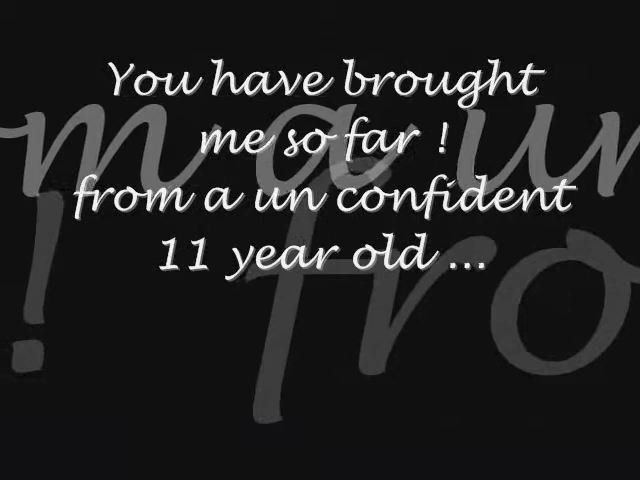 You have brought
me so far !
from a un confident
11 year old ...